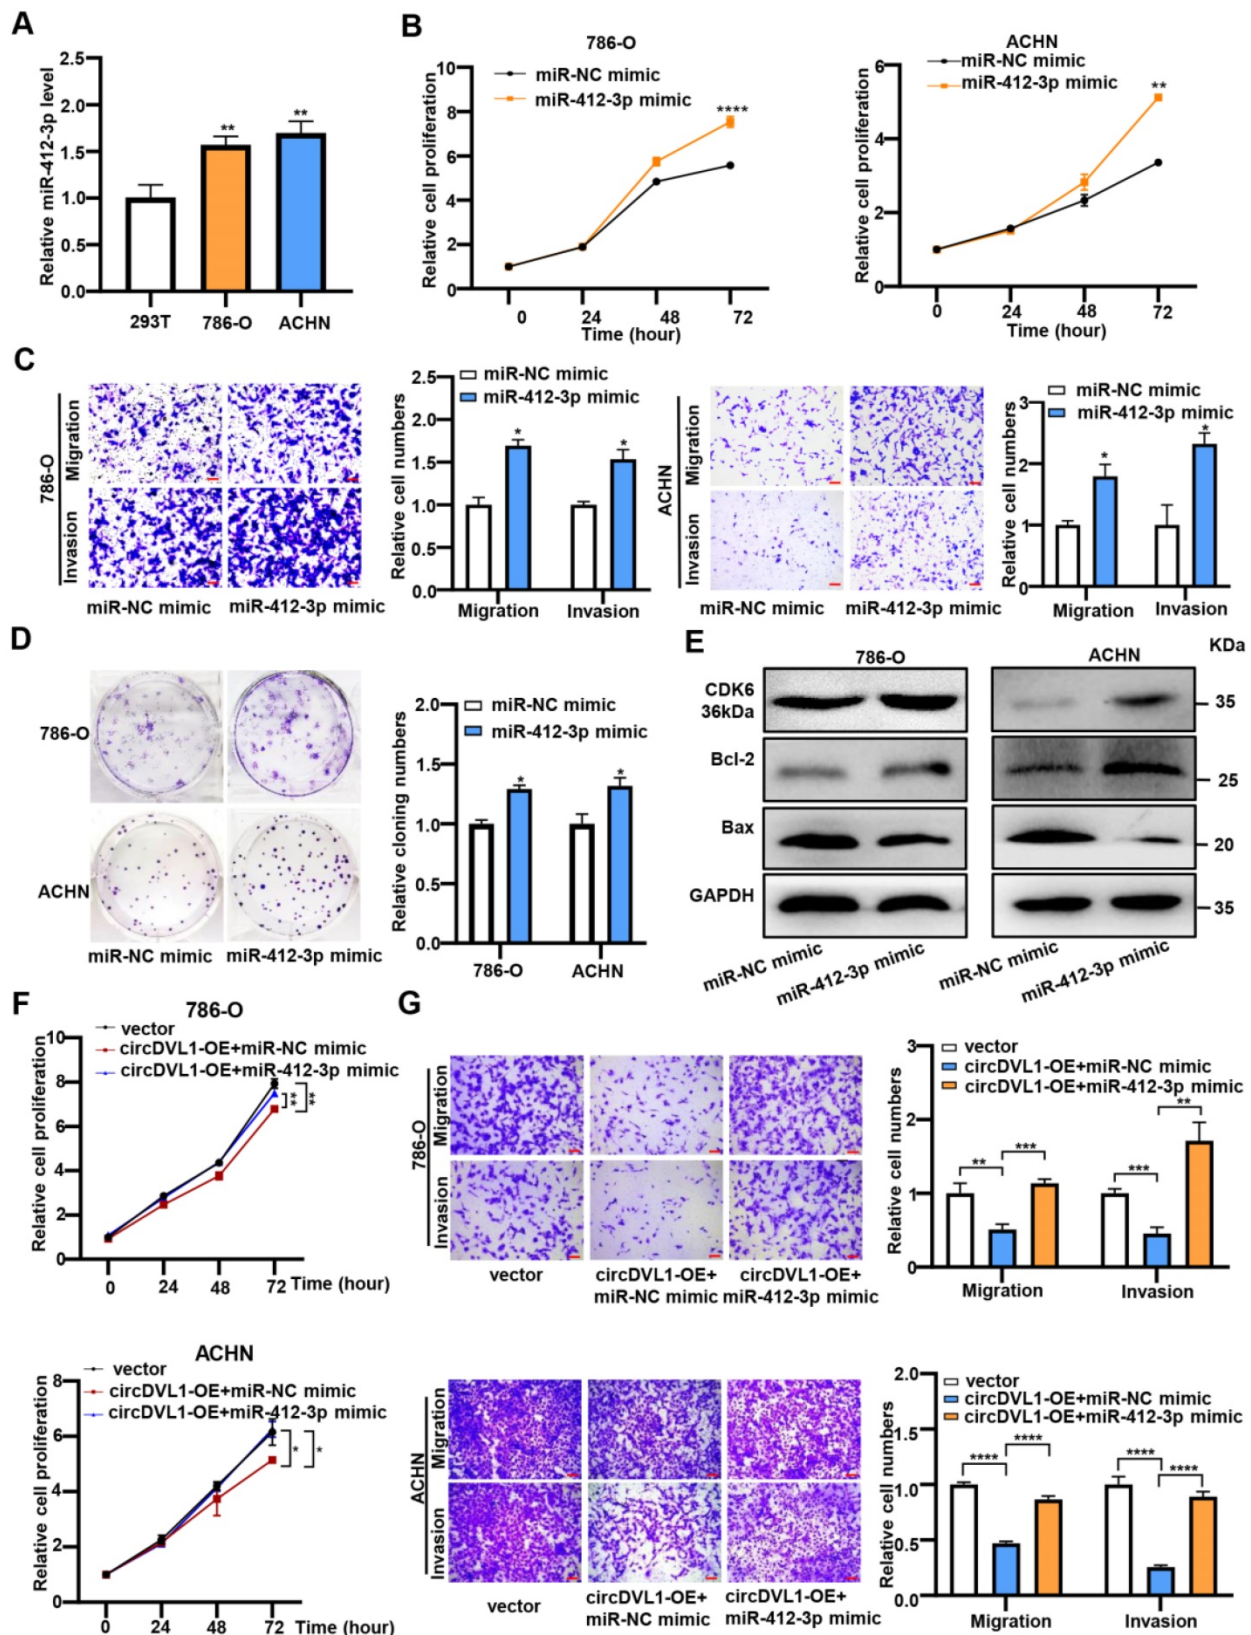 A
Relative miR-412-3p level
2.5
2.0
1.5
1.0
0.5
0.0
**
**
293T
786-O
ACHN
B
786-O
miR-NC mimic
miR-412-3p mimic
****
Relative cell proliferation
10
8
6
4
2
0
0
24
48
72
Time (hour)
ACHN
miR-NC mimic
miR-412-3p mimic
**
Relative cell proliferation
6
4
2
0
0
24
48
72
Time (hour)
C
786-O
Migration
Invasion
miR-NC mimic
miR-412-3p mimic
Relative cell numbers
2.5
2.0
1.5
1.0
0.5
0.0
miR-NC mimic
miR-412-3p mimic
*
*
Migration
Invasion
ACHN
Migration
Invasion
miR-NC mimic
miR-412-3p mimic
Relative cell numbers
3
2
1
0
miR-NC mimic
miR-412-3p mimic
*
*
Migration
Invasion
D
786-O
ACHN
miR-NC mimic
miR-412-3p mimic
Relative cloning numbers
2.0
1.5
1.0
0.5
0.0
miR-NC mimic
miR-412-3p mimic
*
*
786-O
ACHN
E
786-O
ACHN
KDa
CDK6
36kDa
35
Bcl-2
25
Bax
20
GAPDH
35
miR-NC mimic
miR-412-3p mimic
miR-NC mimic
miR-412-3p mimic
F
786-O
vector
circDVL1-OE+miR-NC mimic
circDVL1-OE+miR-412-3p mimic
Relative cell proliferation
10
8
6
4
2
0
**
**
0
24
48
72
Time (hour)
ACHN
vector
circDVL1-OE+miR-NC mimic
circDVL1-OE+miR-412-3p mimic
Relative cell proliferation
8
6
4
2
0
*
*
0
24
48
72
Time (hour)
G
786-O
Migration
Invasion
vector
circDVL1-OE+
miR-NC mimic
circDVL1-OE+
miR-412-3p mimic
Relative cell numbers
3
2
1
0
vector
circDVL1-OE+miR-NC mimic
circDVL1-OE+miR-412-3p mimic
**
***
***
**
Migration
Invasion
ACHN
Migration
Invasion
vector
circDVL1-OE+
miR-NC mimic
circDVL1-OE+
miR-412-3p mimic
Relative cell numbers
2.0
1.5
1.0
0.5
0.0
vector
circDVL1-OE+miR-NC mimic
circDVL1-OE+miR-412-3p mimic
****
****
****
****
Migration
Invasion